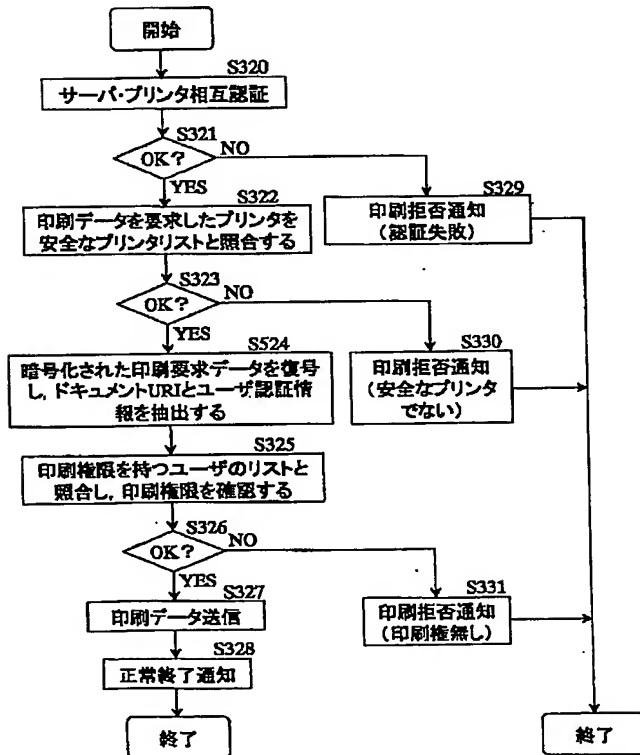 開始
S320
サーバ・プリンタ相互認証
S321
OK?
NO
YES
S322
印刷データを要求したプリンタを
安全なプリンタリストと照合する
S329
印刷拒否通知
(認証失敗)
S323
OK?
NO
YES
S524
暗号化された印刷要求データを復号
し,ドキュメントURIとユーザ認証情
報を抽出する
S330
印刷拒否通知
(安全なプリンタ
でない)
S325
印刷権限を持つユーザのリストと
照合し,印刷権限を確認する
S326
OK?
NO
YES
S327
印刷データ送信
S331
印刷拒否通知
(印刷権無し)
S328
正常終了通知
終了
終了